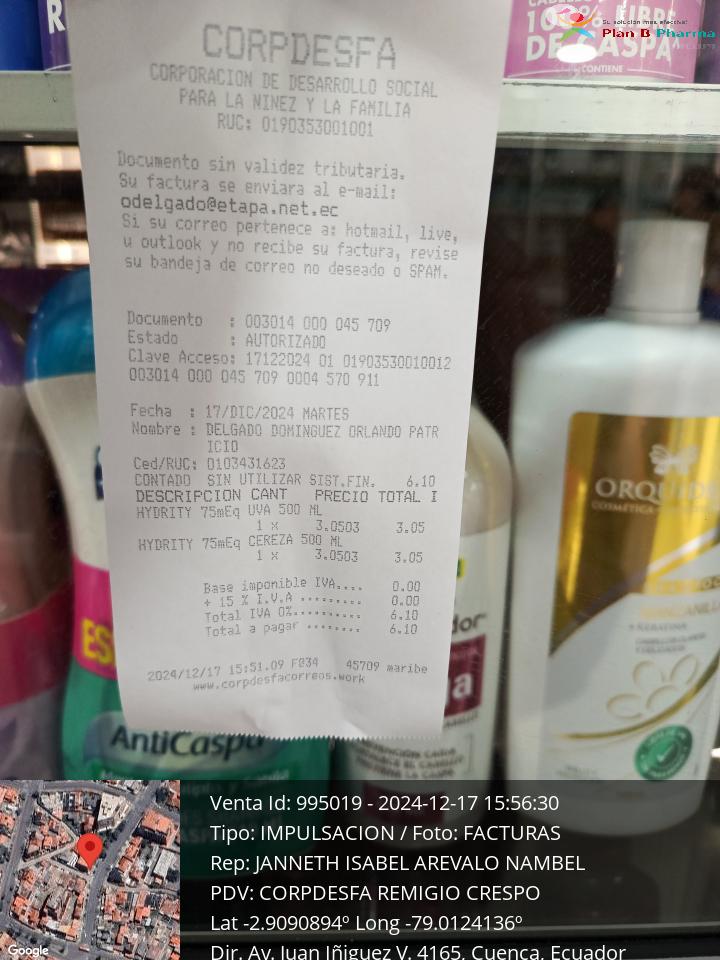 100% LIBRE
DE CASPA
CONTIENE
Su solucion mas efectiva!
Plan B Pharma
CORPDESFA
CORPORACION DE DESARROLLO SOCIAL
PARA LA NINEZ Y LA FAMILIA
RUC: 0190353001001
Documento sin validez tributaria.
Su factura se enviara al e-mail:
odelgado@etapa.net.ec
Si su correo pertenece a: hotmail, live,
u outlook y no recibe su factura, revise
su bandeja de correo no deseado o SPAM.
Documento : 003014 000 045 709
Estado : AUTORIZADO
Clave Acceso: 17122024 01 01903530010012
003014 000 045 709 0004 570 911
Fecha : 17/DIC/2024 MARTES
Nombre : DELGADO DOMINGUEZ ORLANDO PATR
ICIO
Ced/RUC: 0103431623
CONTADO SIN UTILIZAR SIST.FIN. 6.10
DESCRIPCION CANT PRECIO TOTAL I
HYDRITY 75mEq UVA 500 ML
1 x 3.0503 3.05
HYDRITY 75mEq CEREZA 500 ML
1 x 3.0503 3.05
Base imponible IVA.... 0.00
+ 15 % I.V.A ......... 0.00
Total IVA 0%.......... 6.10
Total a pagar ........ 6.10
2024/12/17 15:51.09 F@34 45709 maribe
www.corpdesfacorreos.work
AntiCaspa
Venta Id: 995019 - 2024-12-17 15:56:30
Tipo: IMPULSACION / Foto: FACTURAS
Rep: JANNETH ISABEL AREVALO NAMBEL
PDV: CORPDESFA REMIGIO CRESPO
Lat -2.9090894º Long -79.0124136º
Dir. Av. Juan Iñiguez V. 4165, Cuenca, Ecuador
Google